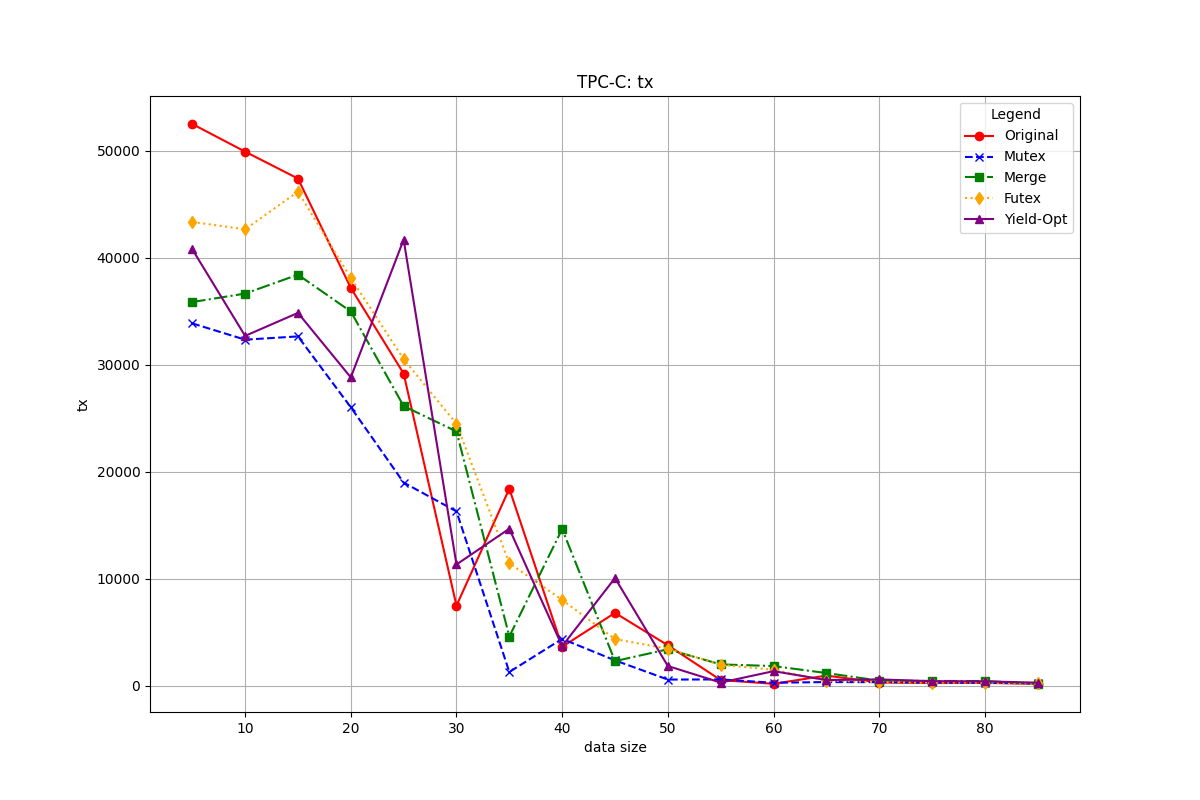 TPC-C: tx
Legend
Original
Mutex
Merge
Futex
Yield-Opt
50000
40000
30000
20000
10000
0
tx
10 20 30 40 50 60 70 80
data size